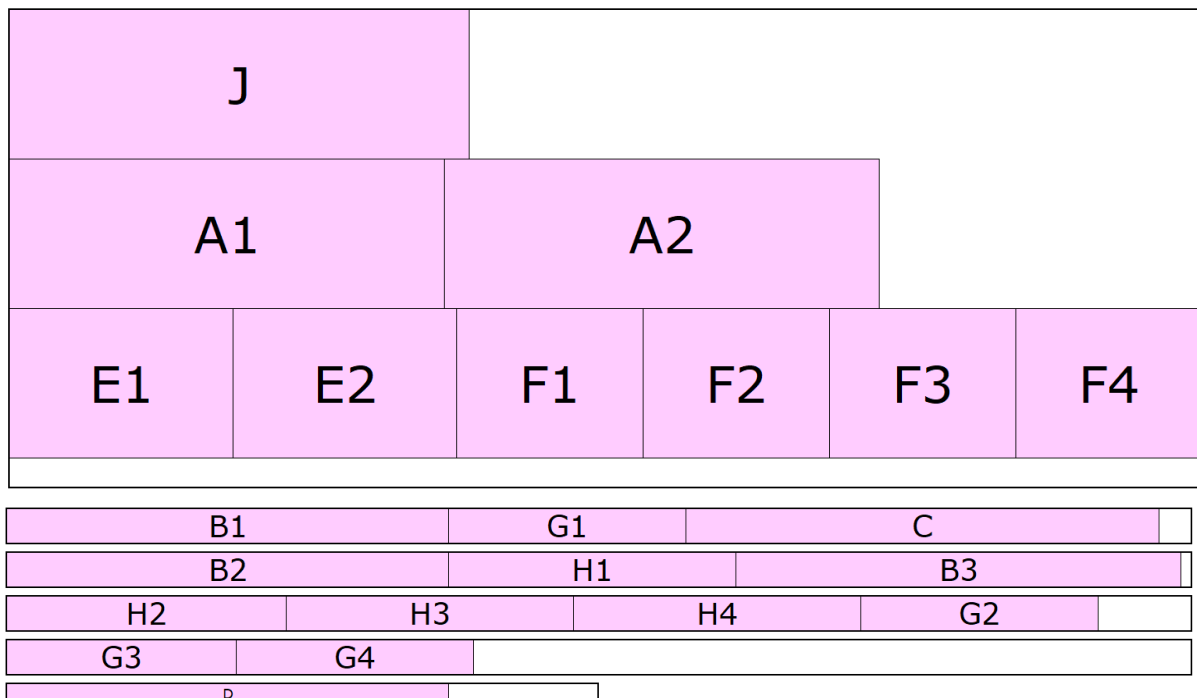 J
A1 A2
E1 E2 F1 F2 F3 F4
B1 G1 C
B2 H1 B3
H2 H3 H4 G2
G3 G4